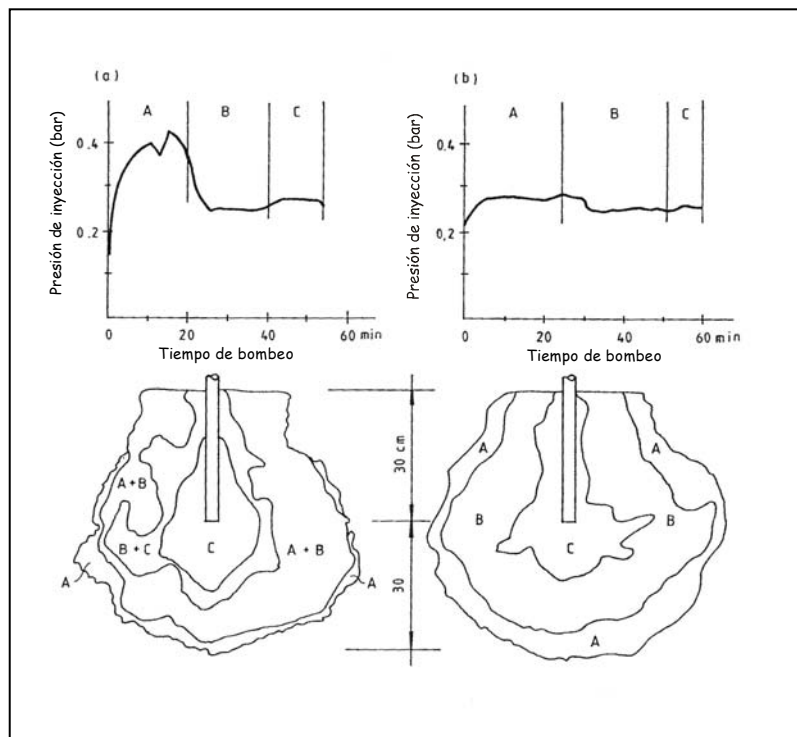 (a)
A B C
Presión de inyección (bar)
0.4
0.2
0 20 40 60 min
Tiempo de bombeo
(b)
A B C
Presión de inyección (bar)
0.4
0.2
0 20 40 60 min
Tiempo de bombeo
A + B
B + C
C
A + B
A
A
30 cm
30
A
A
B
B
C
A